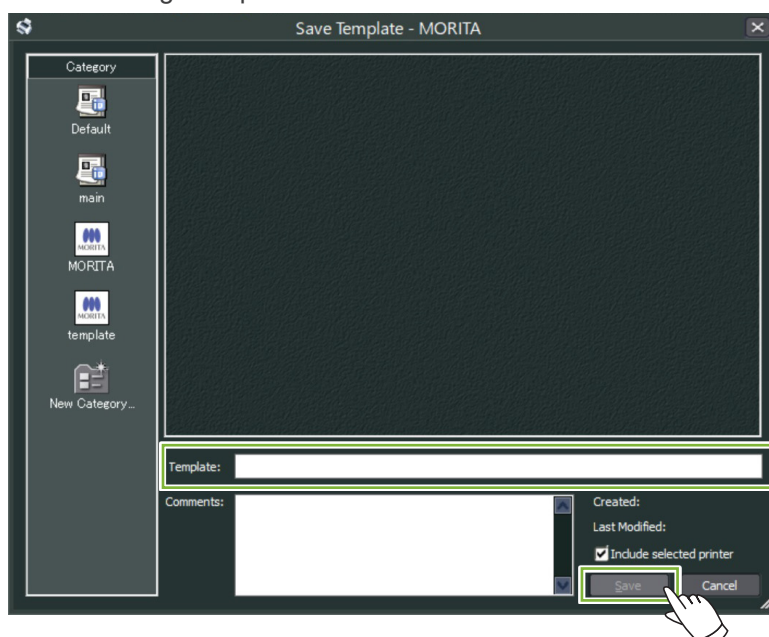 Save Template - MORITA
Category
Default
main
MORITA
MORITA
MORITA
template
New Category...
Template:
Comments:
Created:
Last Modified:
Include selected printer
Save
Cancel